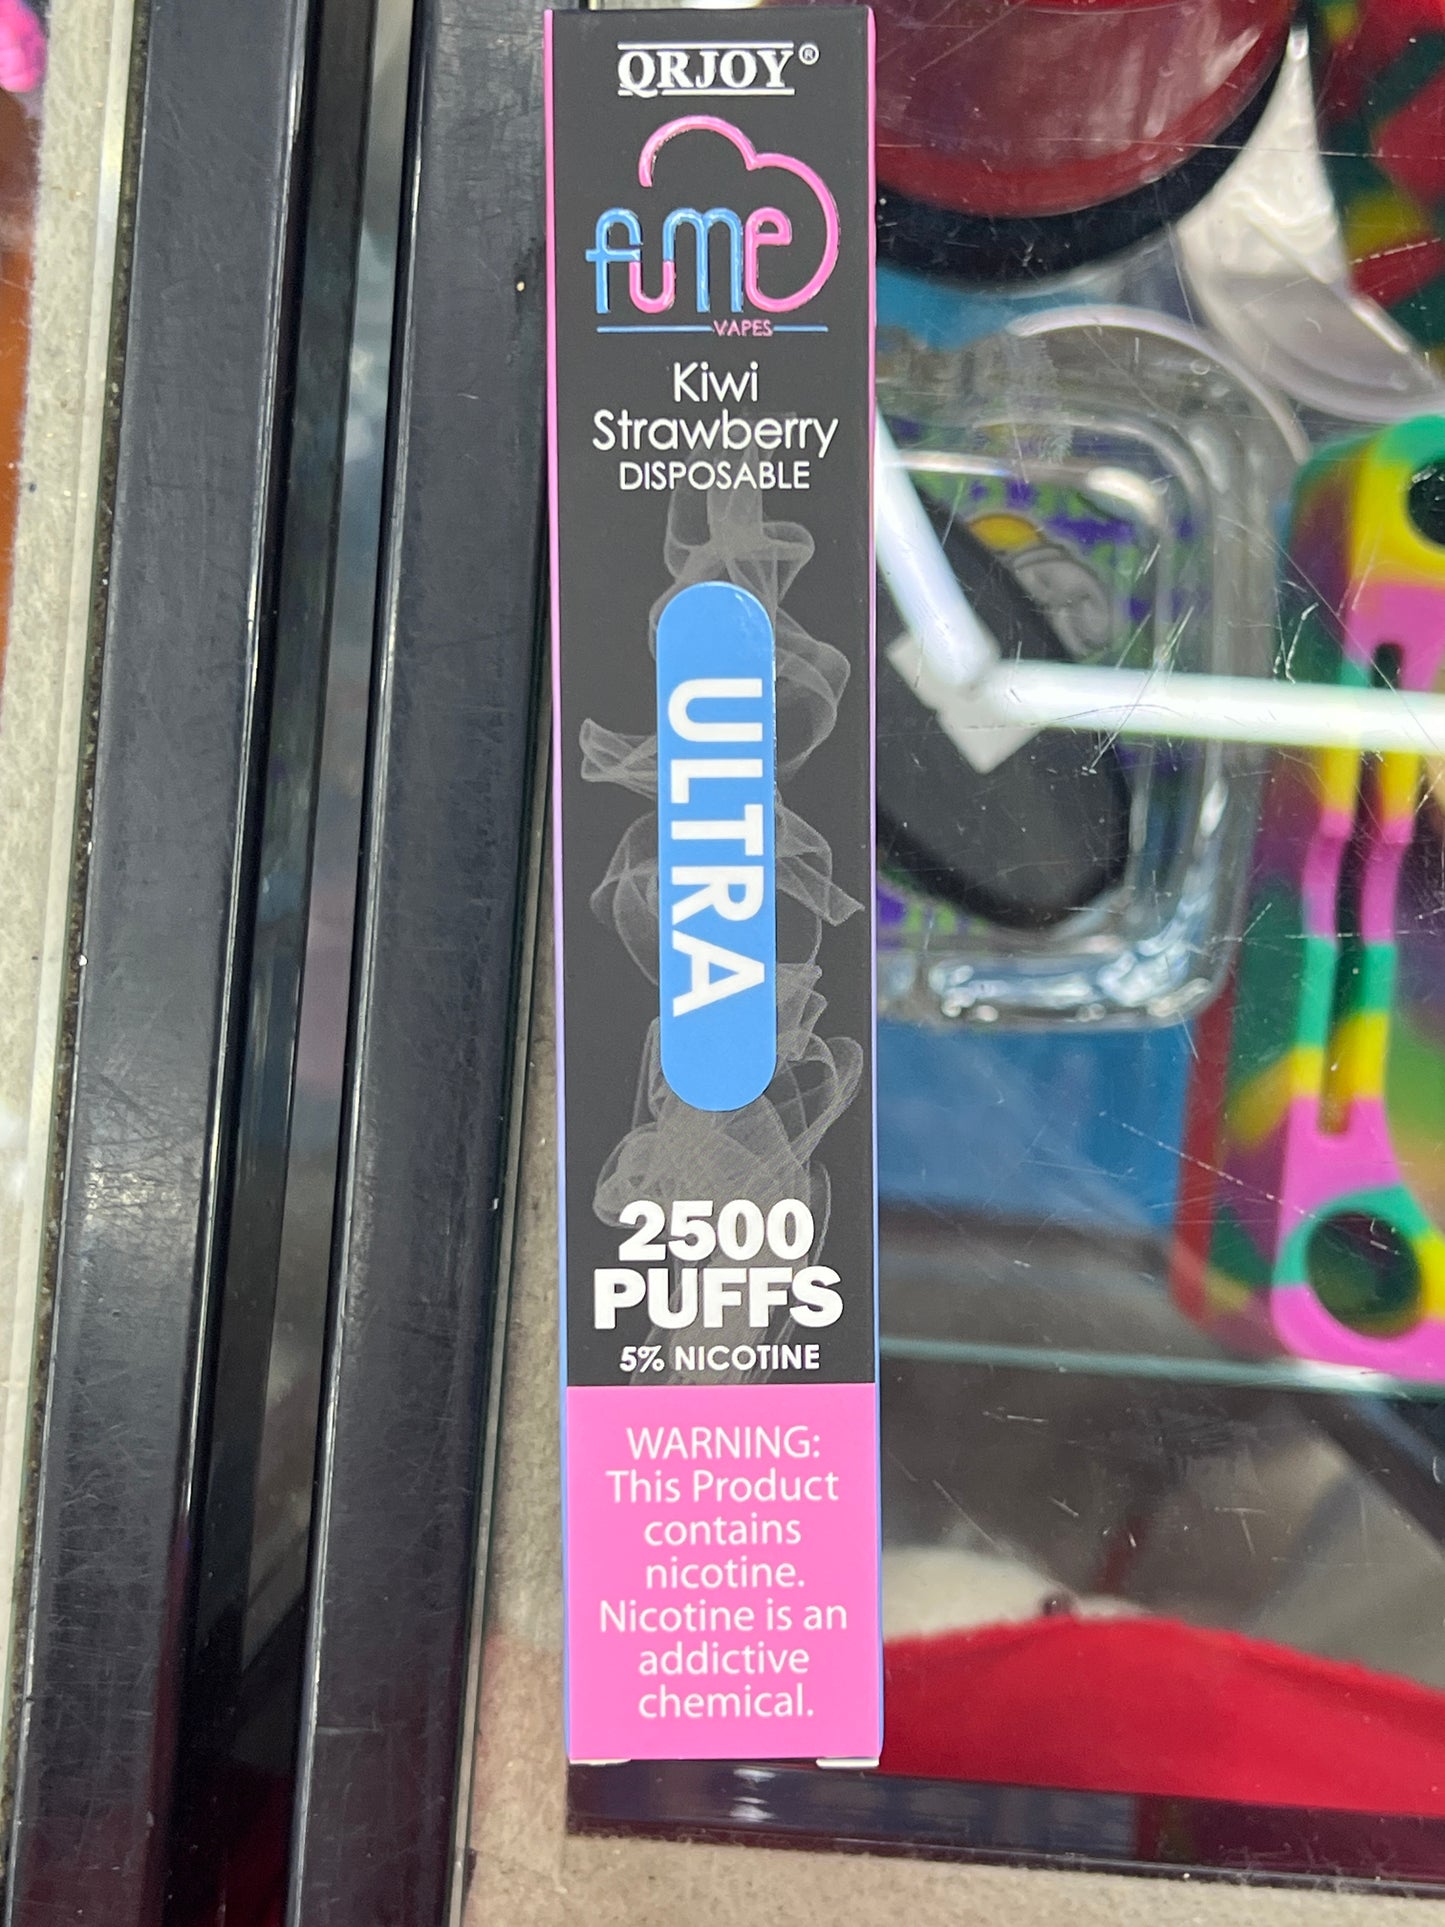 QRJOY®
fume
VAPES
Kiwi
Strawberry
DISPOSABLE
ULTRA
2500
PUFFS
5% NICOTINE
WARNING:
This Product
contains
nicotine.
Nicotine is an
addictive
chemical.